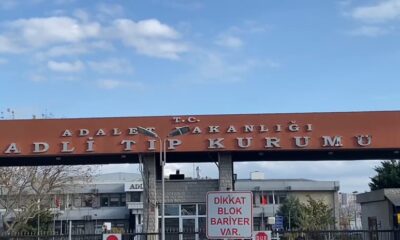 T.C.
ADALET BAKANLIĞI
ADLİ TIP KURUMU
DİKKAT
BLOK
BARİYER
VAR.